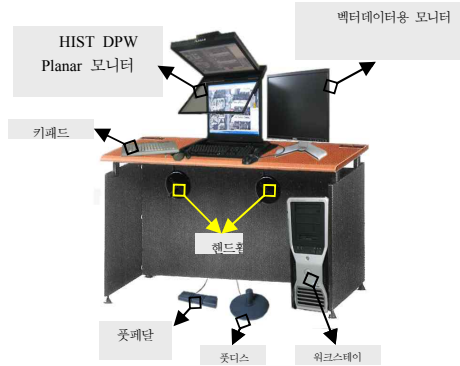 HIST DPW
Planar 모니터
벡터데이터용 모니터
키패드
핸드휠
풋페달
풋디스
워크스테이